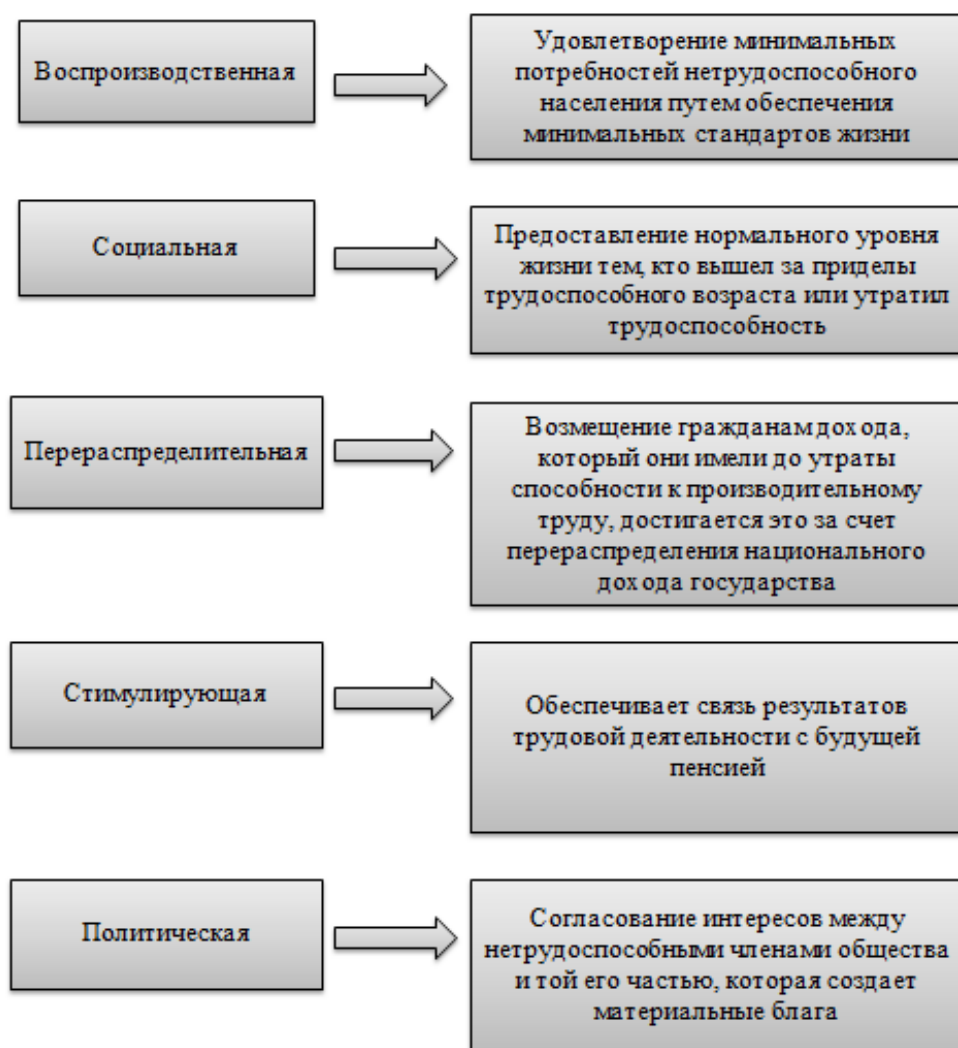 Воспроизводственная
Удовлетворение минимальных
потребностей нетрудоспособного
населения путем обеспечения
минимальных стандартов жизни
Социальная
Предоставление нормального уровня
жизни тем, кто вышел за приделы
трудоспособного возраста или утратил
трудоспособность
Перераспределительная
Возмещение гражданам дохода,
который они имели до утраты
способности к производительному
труду, достигается это за счет
перераспределения национального
дохода государства
Стимулирующая
Обеспечивает связь результатов
трудовой деятельности с будущей
пенсией
Политическая
Согласование интересов между
нетрудоспособными членами общества
и той его частью, которая создает
материальные блага